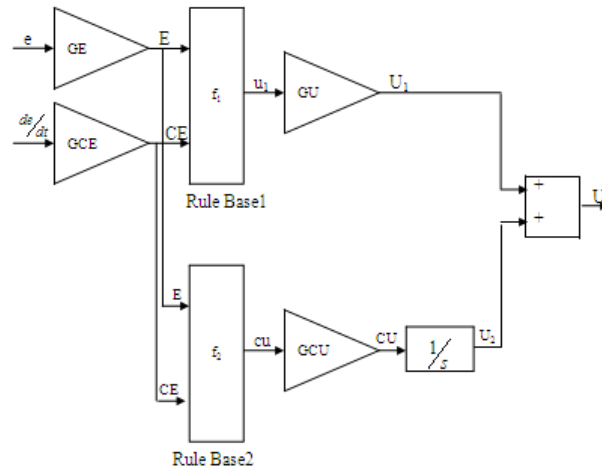 e
GE
E
de/dt
GCE
CE
f₁
u₁
GU
U₁
Rule Base1
+
+
U
E
CE
f₂
cu
GCU
CU
1/s
U₂
Rule Base2